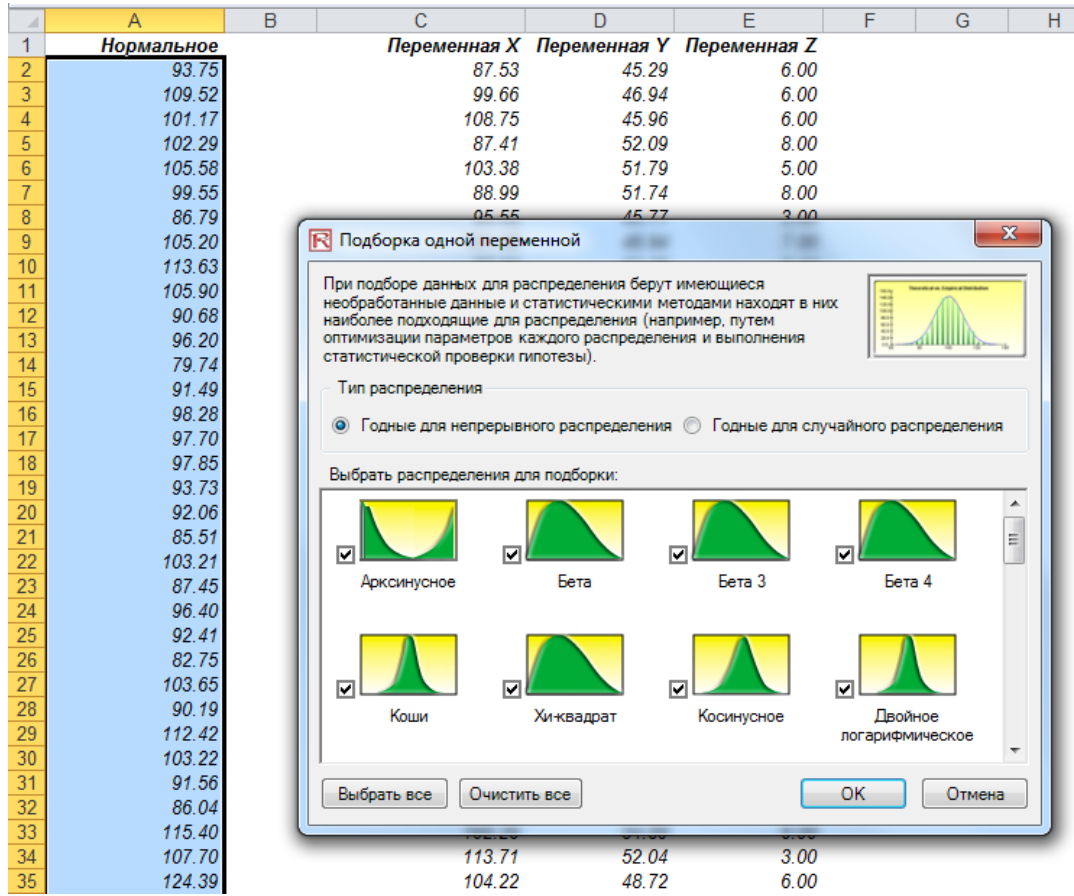 A B C D E F G H
1 Нормальное Переменная X Переменная Y Переменная Z
2 93.75 87.53 45.29 6.00
3 109.52 99.66 46.94 6.00
4 101.17 108.75 45.96 6.00
5 102.29 87.41 52.09 8.00
6 105.58 103.38 51.79 5.00
7 99.55 88.99 51.74 8.00
8 86.79 95.55 45.77 3.00
9 105.20
10 113.63
11 105.90
12 90.68
13 96.20
14 79.74
15 91.49
16 98.28
17 97.70
18 97.85
19 93.73
20 92.06
21 85.51
22 103.21
23 87.45
24 96.40
25 92.41
26 82.75
27 103.65
28 90.19
29 112.42
30 103.22
31 91.56
32 86.04
33 115.40
34 107.70 113.71 52.04 3.00
35 124.39 104.22 48.72 6.00
Подборка одной переменной
При подборе данных для распределения берут имеющиеся
необработанные данные и статистическими методами находят в них
наиболее подходящие для распределения (например, путем
оптимизации параметров каждого распределения и выполнения
статистической проверки гипотезы).
Тип распределения
Годные для непрерывного распределения Годные для случайного распределения
Выбрать распределения для подборки:
Арксинусное Бета Бета 3 Бета 4
Коши Хи-квадрат Косинусное Двойное
логарифмическое
Выбрать все Очистить все OK Отмена